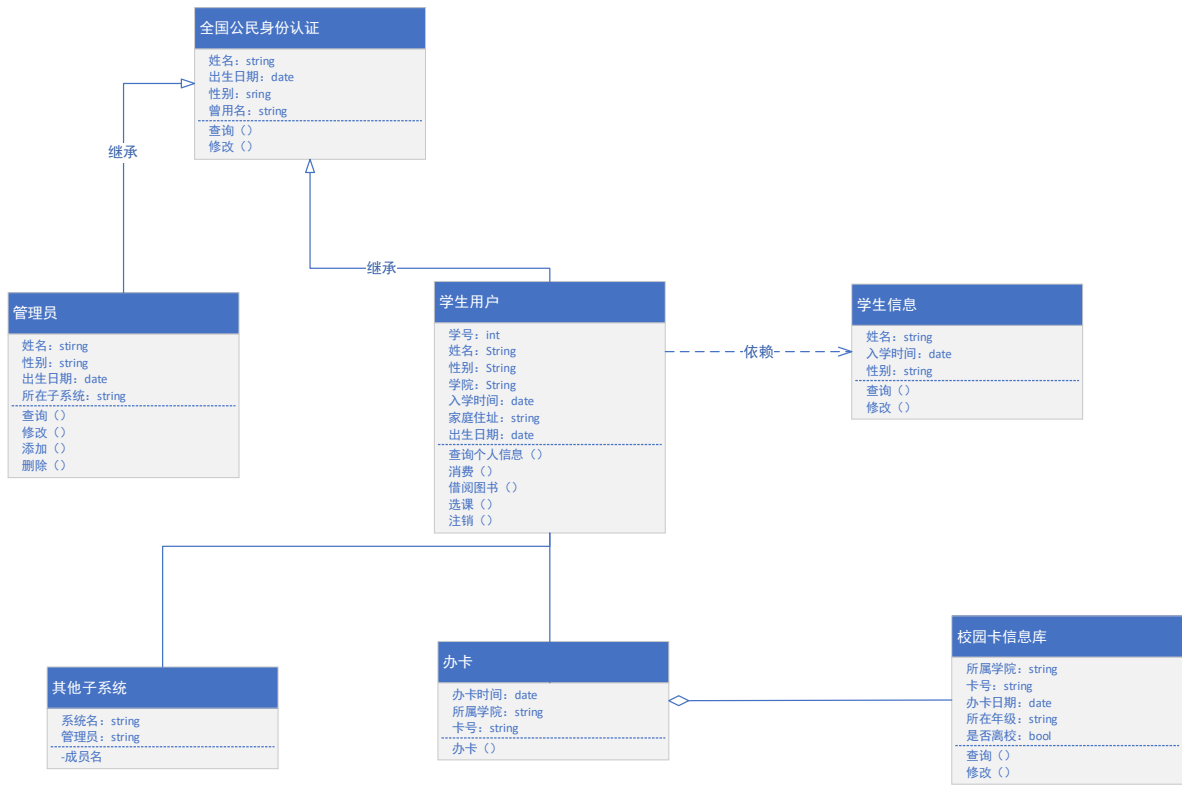 全国公民身份认证
姓名：string
出生日期：date
性别：sring
曾用名：string
查询（）
修改（）
继承
继承
管理员
姓名：stirng
性别：string
出生日期：date
所在子系统：string
查询（）
修改（）
添加（）
删除（）
学生用户
学号：int
姓名：String
性别：String
学院：String
入学时间：date
家庭住址：string
出生日期：date
查询个人信息（）
消费（）
借阅图书（）
选课（）
注销（）
依赖
学生信息
姓名：string
入学时间：date
性别：string
查询（）
修改（）
其他子系统
系统名：string
管理员：string
-成员名
办卡
办卡时间：date
所属学院：string
卡号：string
办卡（）
校园卡信息库
所属学院：string
卡号：string
办卡日期：date
所在年级：string
是否离校：bool
查询（）
修改（）